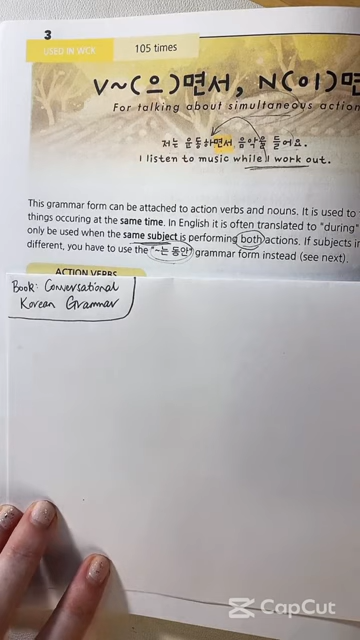 3
USED IN WCK
105 times
V~(으)면서, N(이)면
For talking about simultaneous action
저는 운동하면서 음악을 들어요.
I listen to music while I work out.
This grammar form can be attached to action verbs and nouns. It is used to
things occuring at the same time. In English it is often translated to "during"
only be used when the same subject is performing both actions. If subjects in
different, you have to use the "~는 동안" grammar form instead (see next).
ACTION VERBS
Book: Conversational
Korean Grammar
CapCut